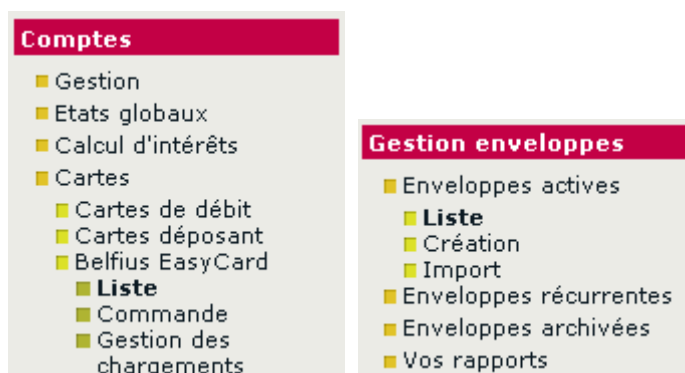 Comptes
Gestion
Etats globaux
Calcul d'intérêts
Cartes
Cartes de débit
Cartes déposant
Belfius EasyCard
Liste
Commande
Gestion des
chargements
Gestion enveloppes
Enveloppes actives
Liste
Création
Import
Enveloppes récurrentes
Enveloppes archivées
Vos rapports